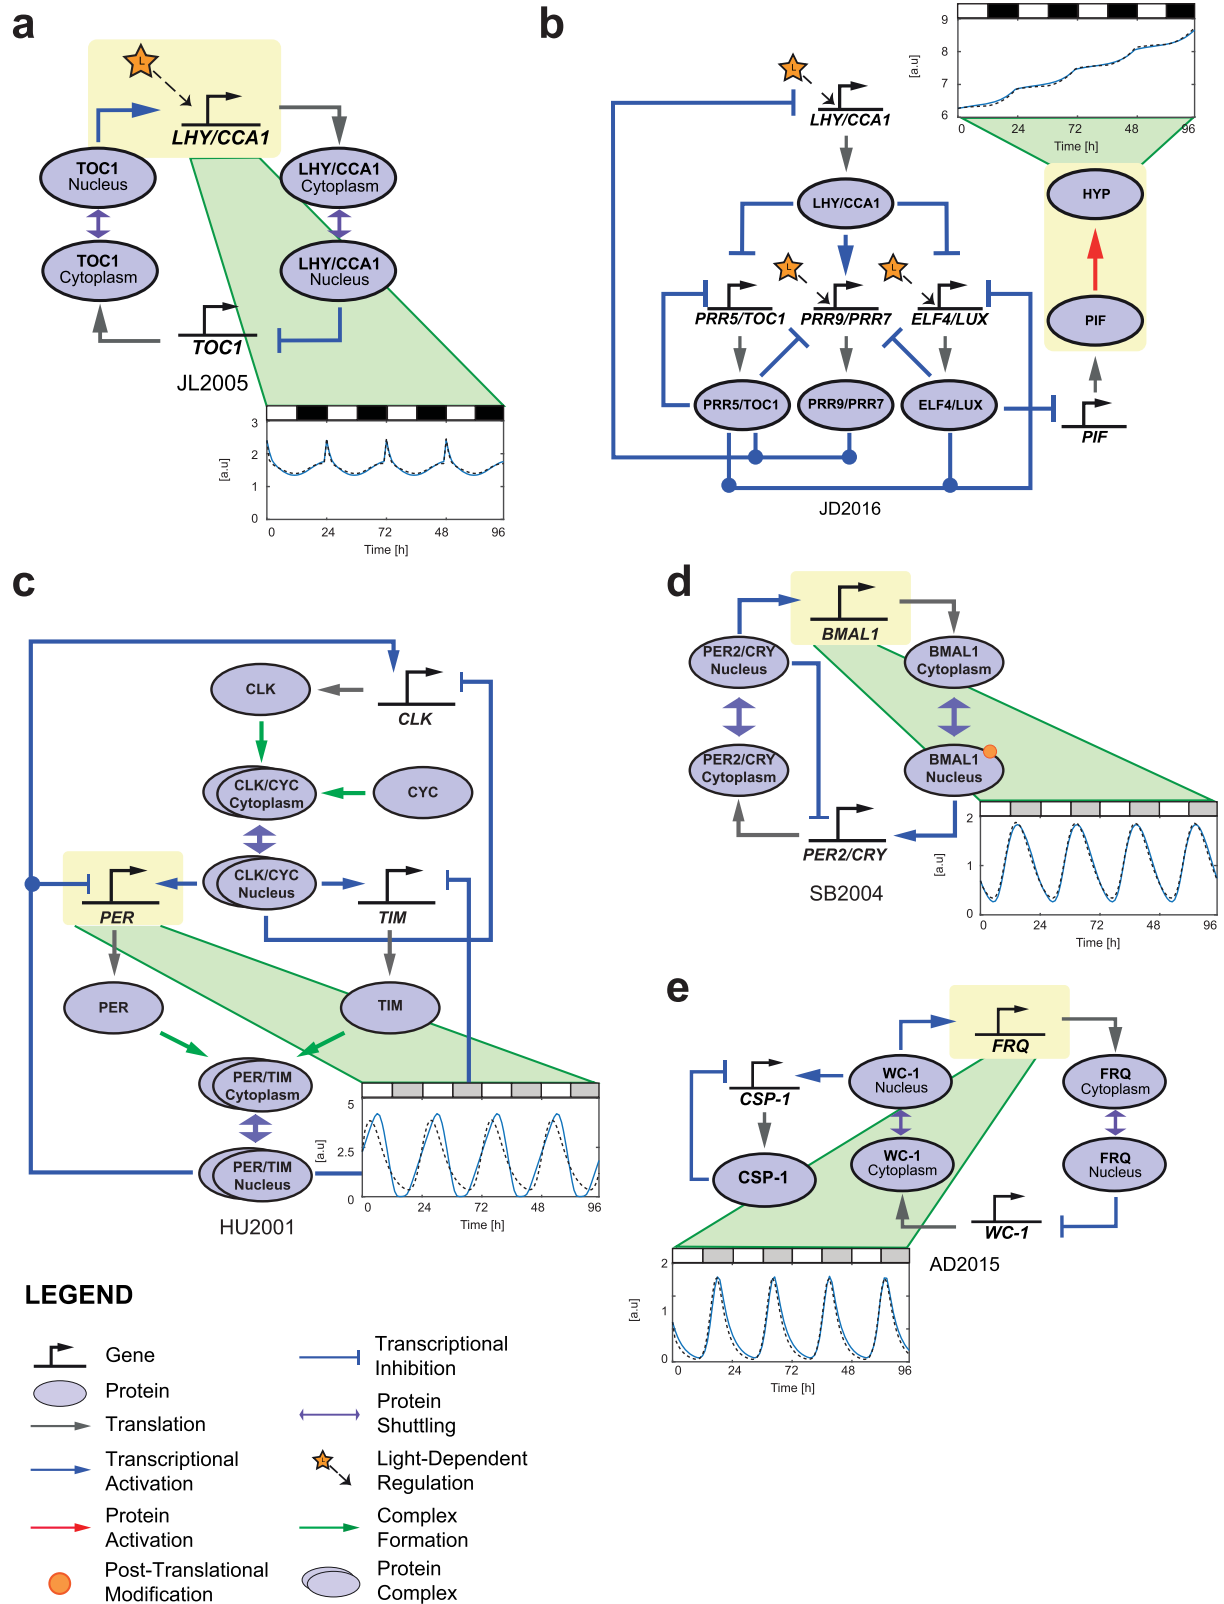 a
L
LHY/CCA1
TOC1
Nucleus
LHY/CCA1
Cytoplasm
TOC1
Cytoplasm
LHY/CCA1
Nucleus
TOC1
JL2005
3
2
1
0
[a.u]
0 24 72 48 96
Time [h]
b
9
8
7
6
[a.u]
0 24 72 48 96
Time [h]
L
LHY/CCA1
LHY/CCA1
HYP
L
L
PRR5/TOC1
PRR9/PRR7
ELF4/LUX
PIF
PRR5/TOC1
PRR9/PRR7
ELF4/LUX
PIF
JD2016
c
CLK
CLK
CLK/CYC
Cytoplasm
CYC
CLK/CYC
Nucleus
PER
TIM
PER
TIM
PER/TIM
Cytoplasm
PER/TIM
Nucleus
HU2001
5
2.5
0
[a.u]
0 24 72 48 96
Time [h]
d
BMAL1
PER2/CRY
Nucleus
BMAL1
Cytoplasm
PER2/CRY
Cytoplasm
BMAL1
Nucleus
PER2/CRY
SB2004
2
1
0
[a.u]
0 24 72 48 96
Time [h]
e
FRQ
CSP-1
WC-1
Nucleus
FRQ
Cytoplasm
CSP-1
WC-1
Cytoplasm
FRQ
Nucleus
WC-1
AD2015
2
1
0
[a.u]
0 24 72 48 96
Time [h]
LEGEND
Gene
Protein
Translation
Transcriptional
Activation
Protein
Activation
Post-Translational
Modification
Transcriptional
Inhibition
Protein
Shuttling
L
Light-Dependent
Regulation
Complex
Formation
Protein
Complex